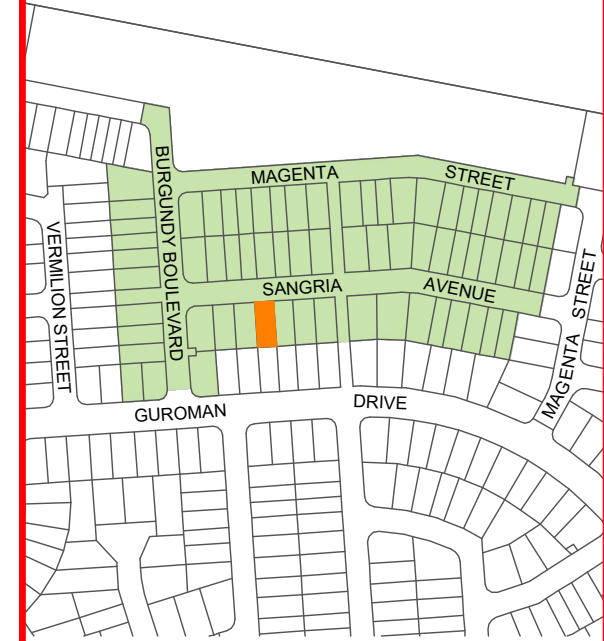 MAGENTA STREET
BURGUNDY BOULEVARD
SANGRIA AVENUE
VERMILION STREET
MAGENTA STREET
GUROMAN DRIVE